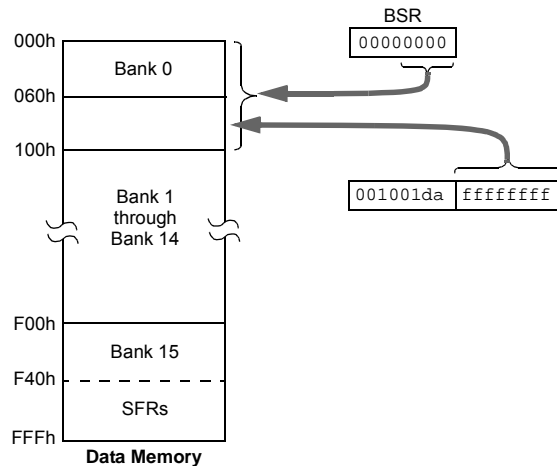 BSR
00000000
000h
Bank 0
060h
100h
001001da ffffffff
Bank 1
through
Bank 14
F00h
Bank 15
F40h
SFRs
FFFh
Data Memory